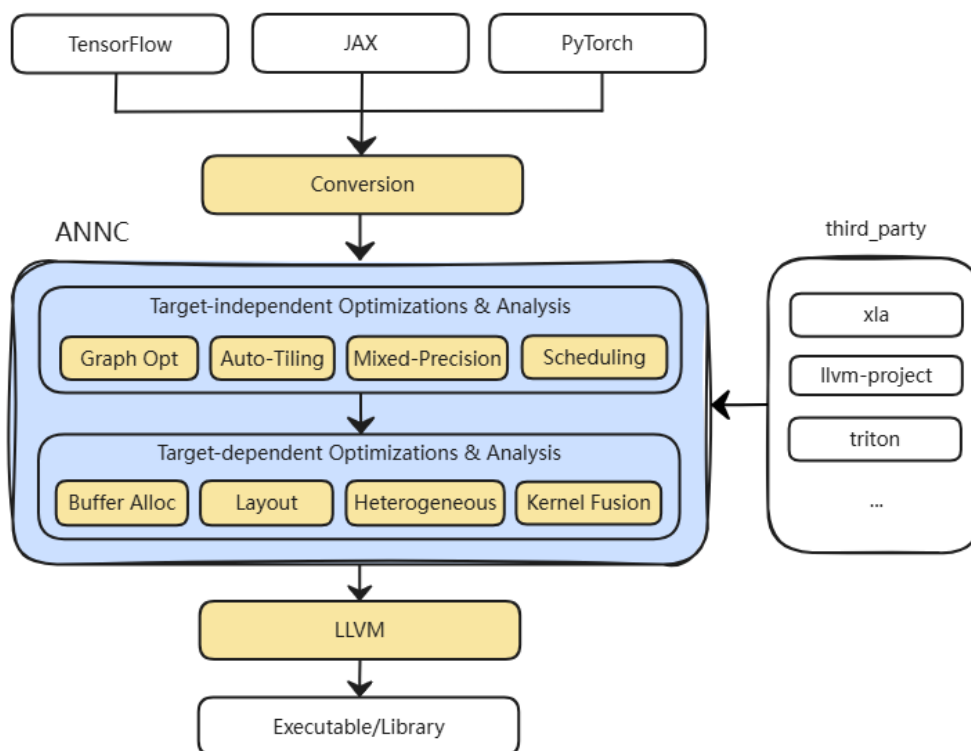 TensorFlow
JAX
PyTorch
Conversion
ANNC
third_party
Target-independent Optimizations & Analysis
Graph Opt
Auto-Tiling
Mixed-Precision
Scheduling
xla
llvm-project
triton
...
Target-dependent Optimizations & Analysis
Buffer Alloc
Layout
Heterogeneous
Kernel Fusion
LLVM
Executable/Library